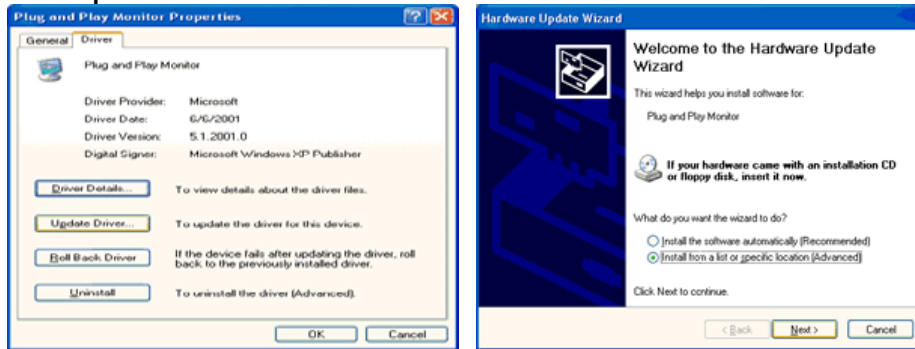 Plug and Play Monitor Properties
General Driver
Plug and Play Monitor
Driver Provider: Microsoft
Driver Date: 6/6/2001
Driver Version: 5.1.2001.0
Digital Signer: Microsoft Windows XP Publisher
Driver Details... To view details about the driver files.
Update Driver... To update the driver for this device.
Roll Back Driver If the device fails after updating the driver, roll
back to the previously installed driver.
Uninstall To uninstall the driver (Advanced).
OK Cancel
Hardware Update Wizard
Welcome to the Hardware Update
Wizard
This wizard helps you install software for:
Plug and Play Monitor
If your hardware came with an installation CD
or floppy disk, insert it now.
What do you want the wizard to do?
Install the software automatically (Recommended)
Install from a list or specific location (Advanced)
Click Next to continue.
< Back Next > Cancel